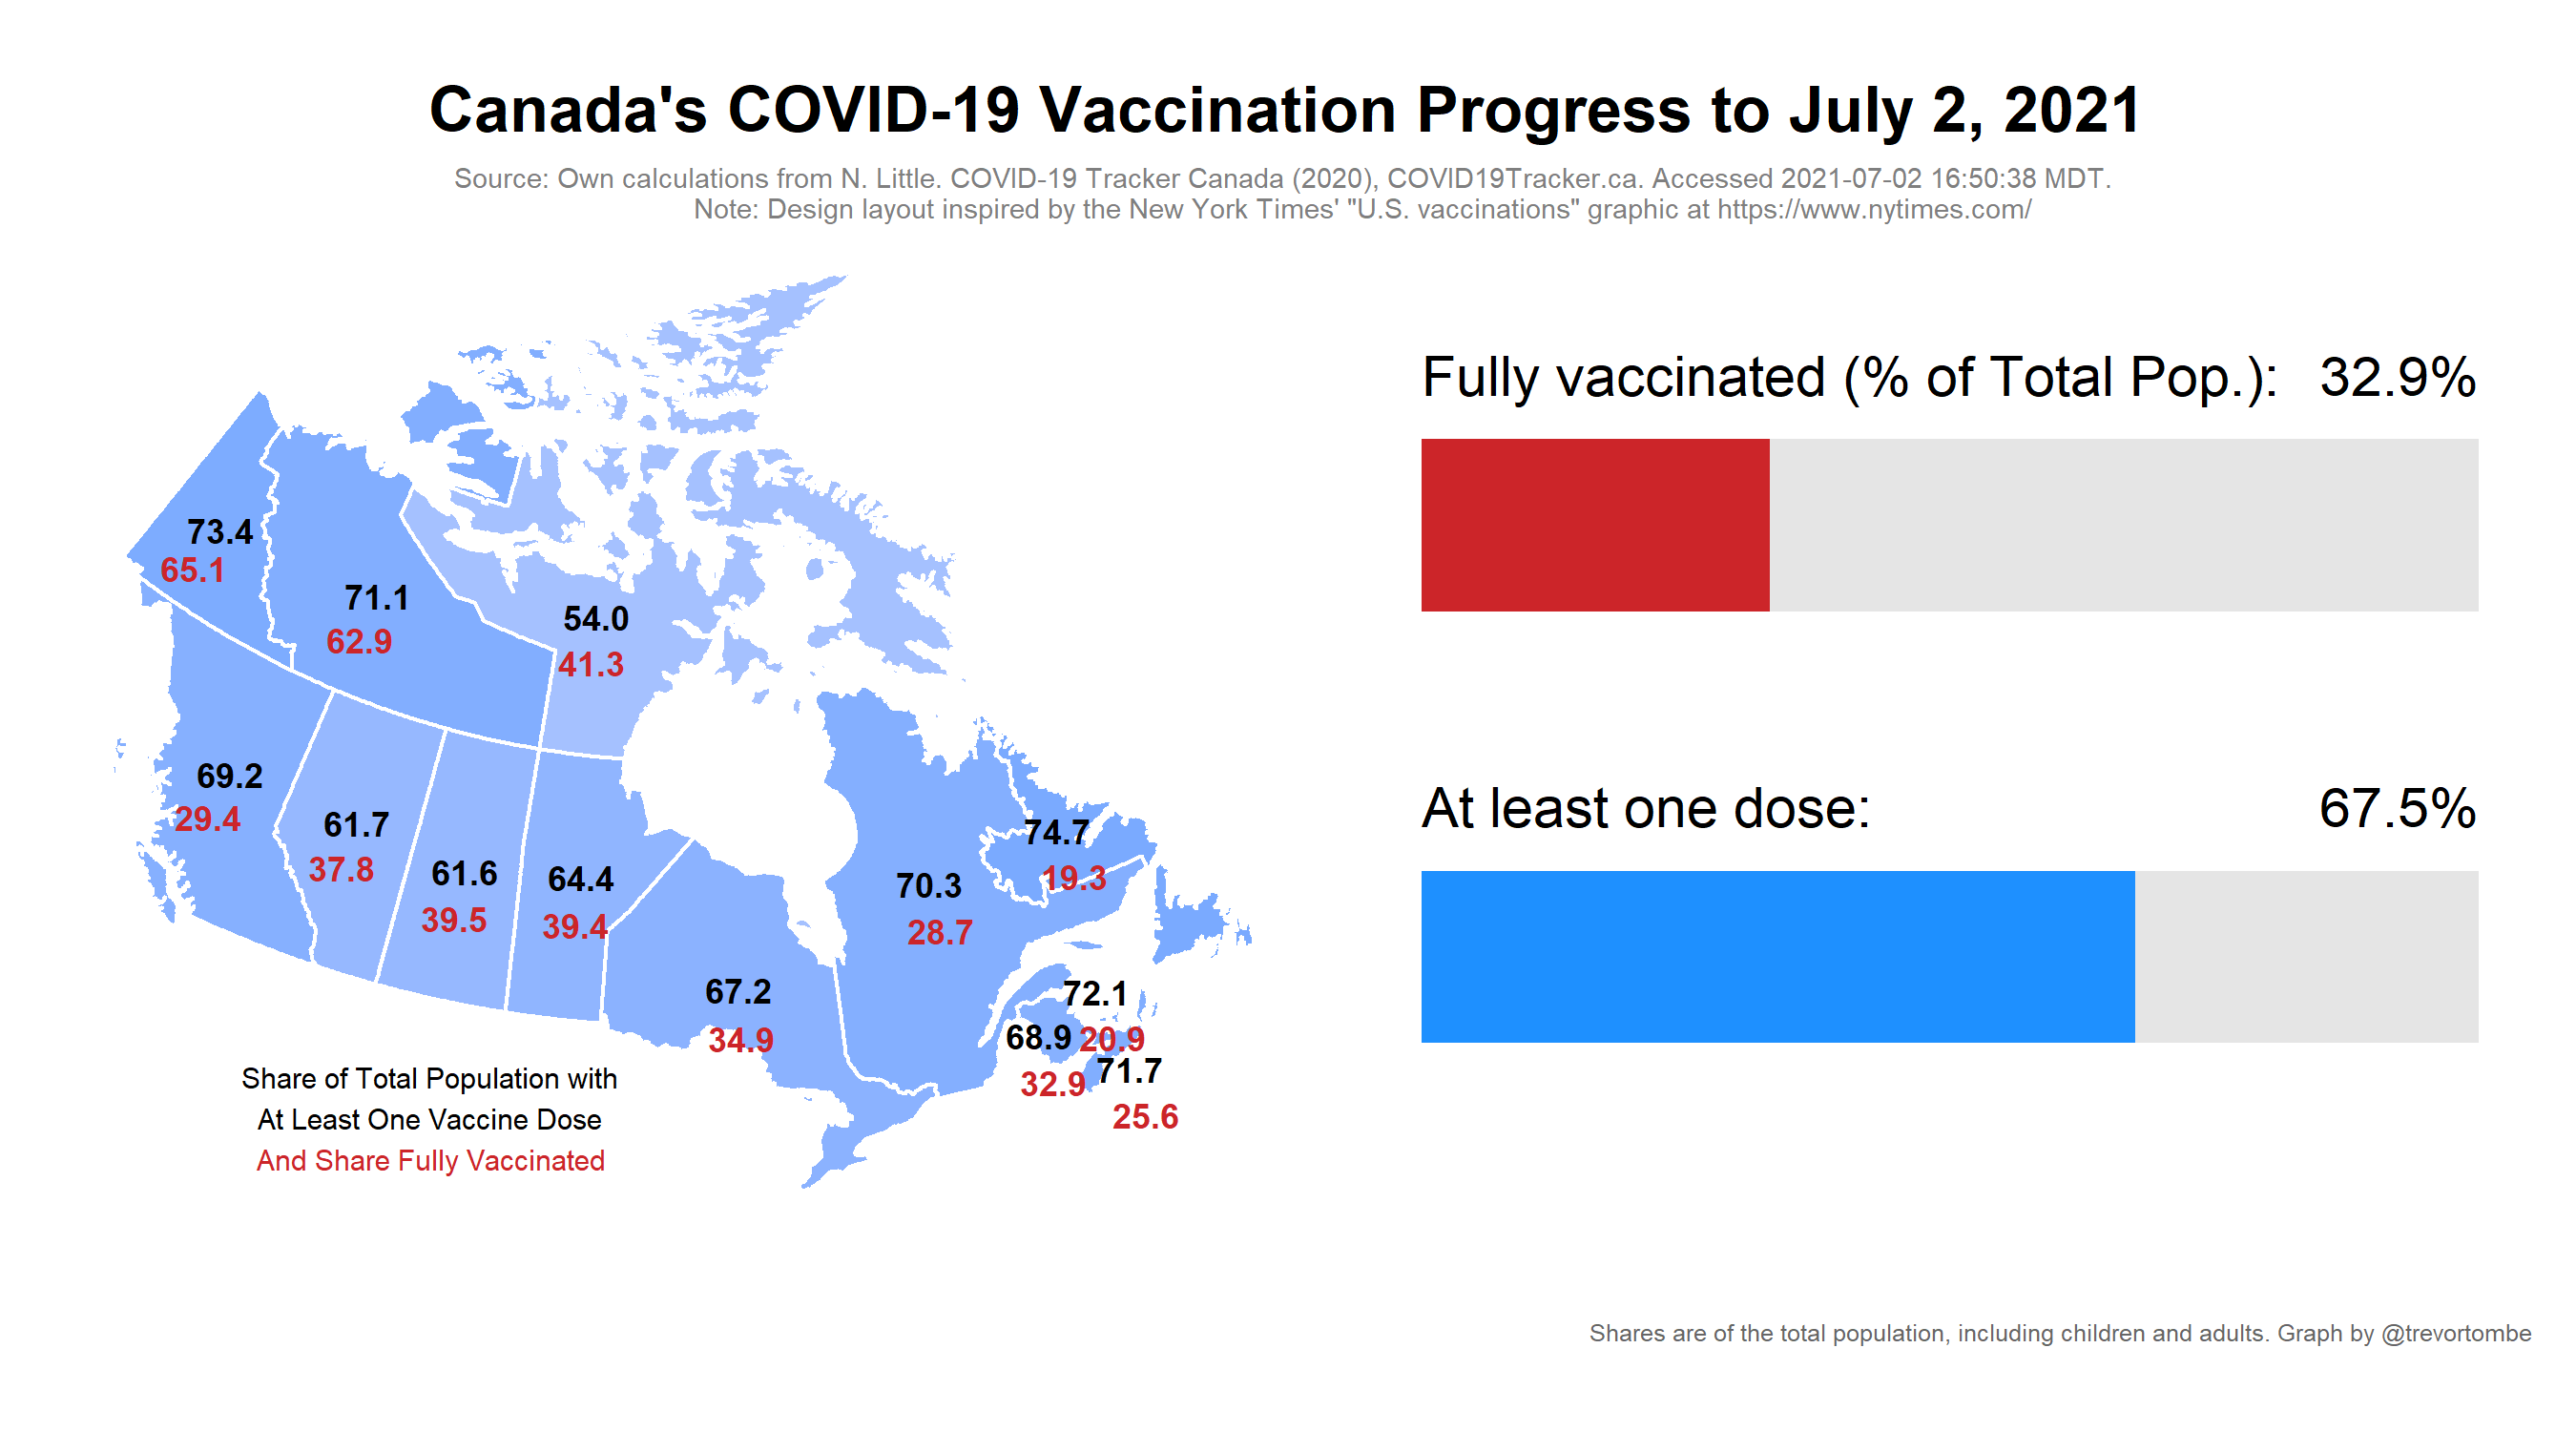 Canada's COVID-19 Vaccination Progress to July 2, 2021
Source: Own calculations from N. Little. COVID-19 Tracker Canada (2020), COVID19Tracker.ca. Accessed 2021-07-02 16:50:38 MDT.
Note: Design layout inspired by the New York Times' "U.S. vaccinations" graphic at https://www.nytimes.com/
73.4
65.1
71.1
62.9
54.0
41.3
69.2
29.4
61.7
37.8
61.6
39.5
64.4
39.4
67.2
34.9
70.3
28.7
74.7
19.3
72.1
20.9
68.9
32.9
71.7
25.6
Share of Total Population with
At Least One Vaccine Dose
And Share Fully Vaccinated
Fully vaccinated (% of Total Pop.): 32.9%
At least one dose: 67.5%
Shares are of the total population, including children and adults. Graph by @trevortombe